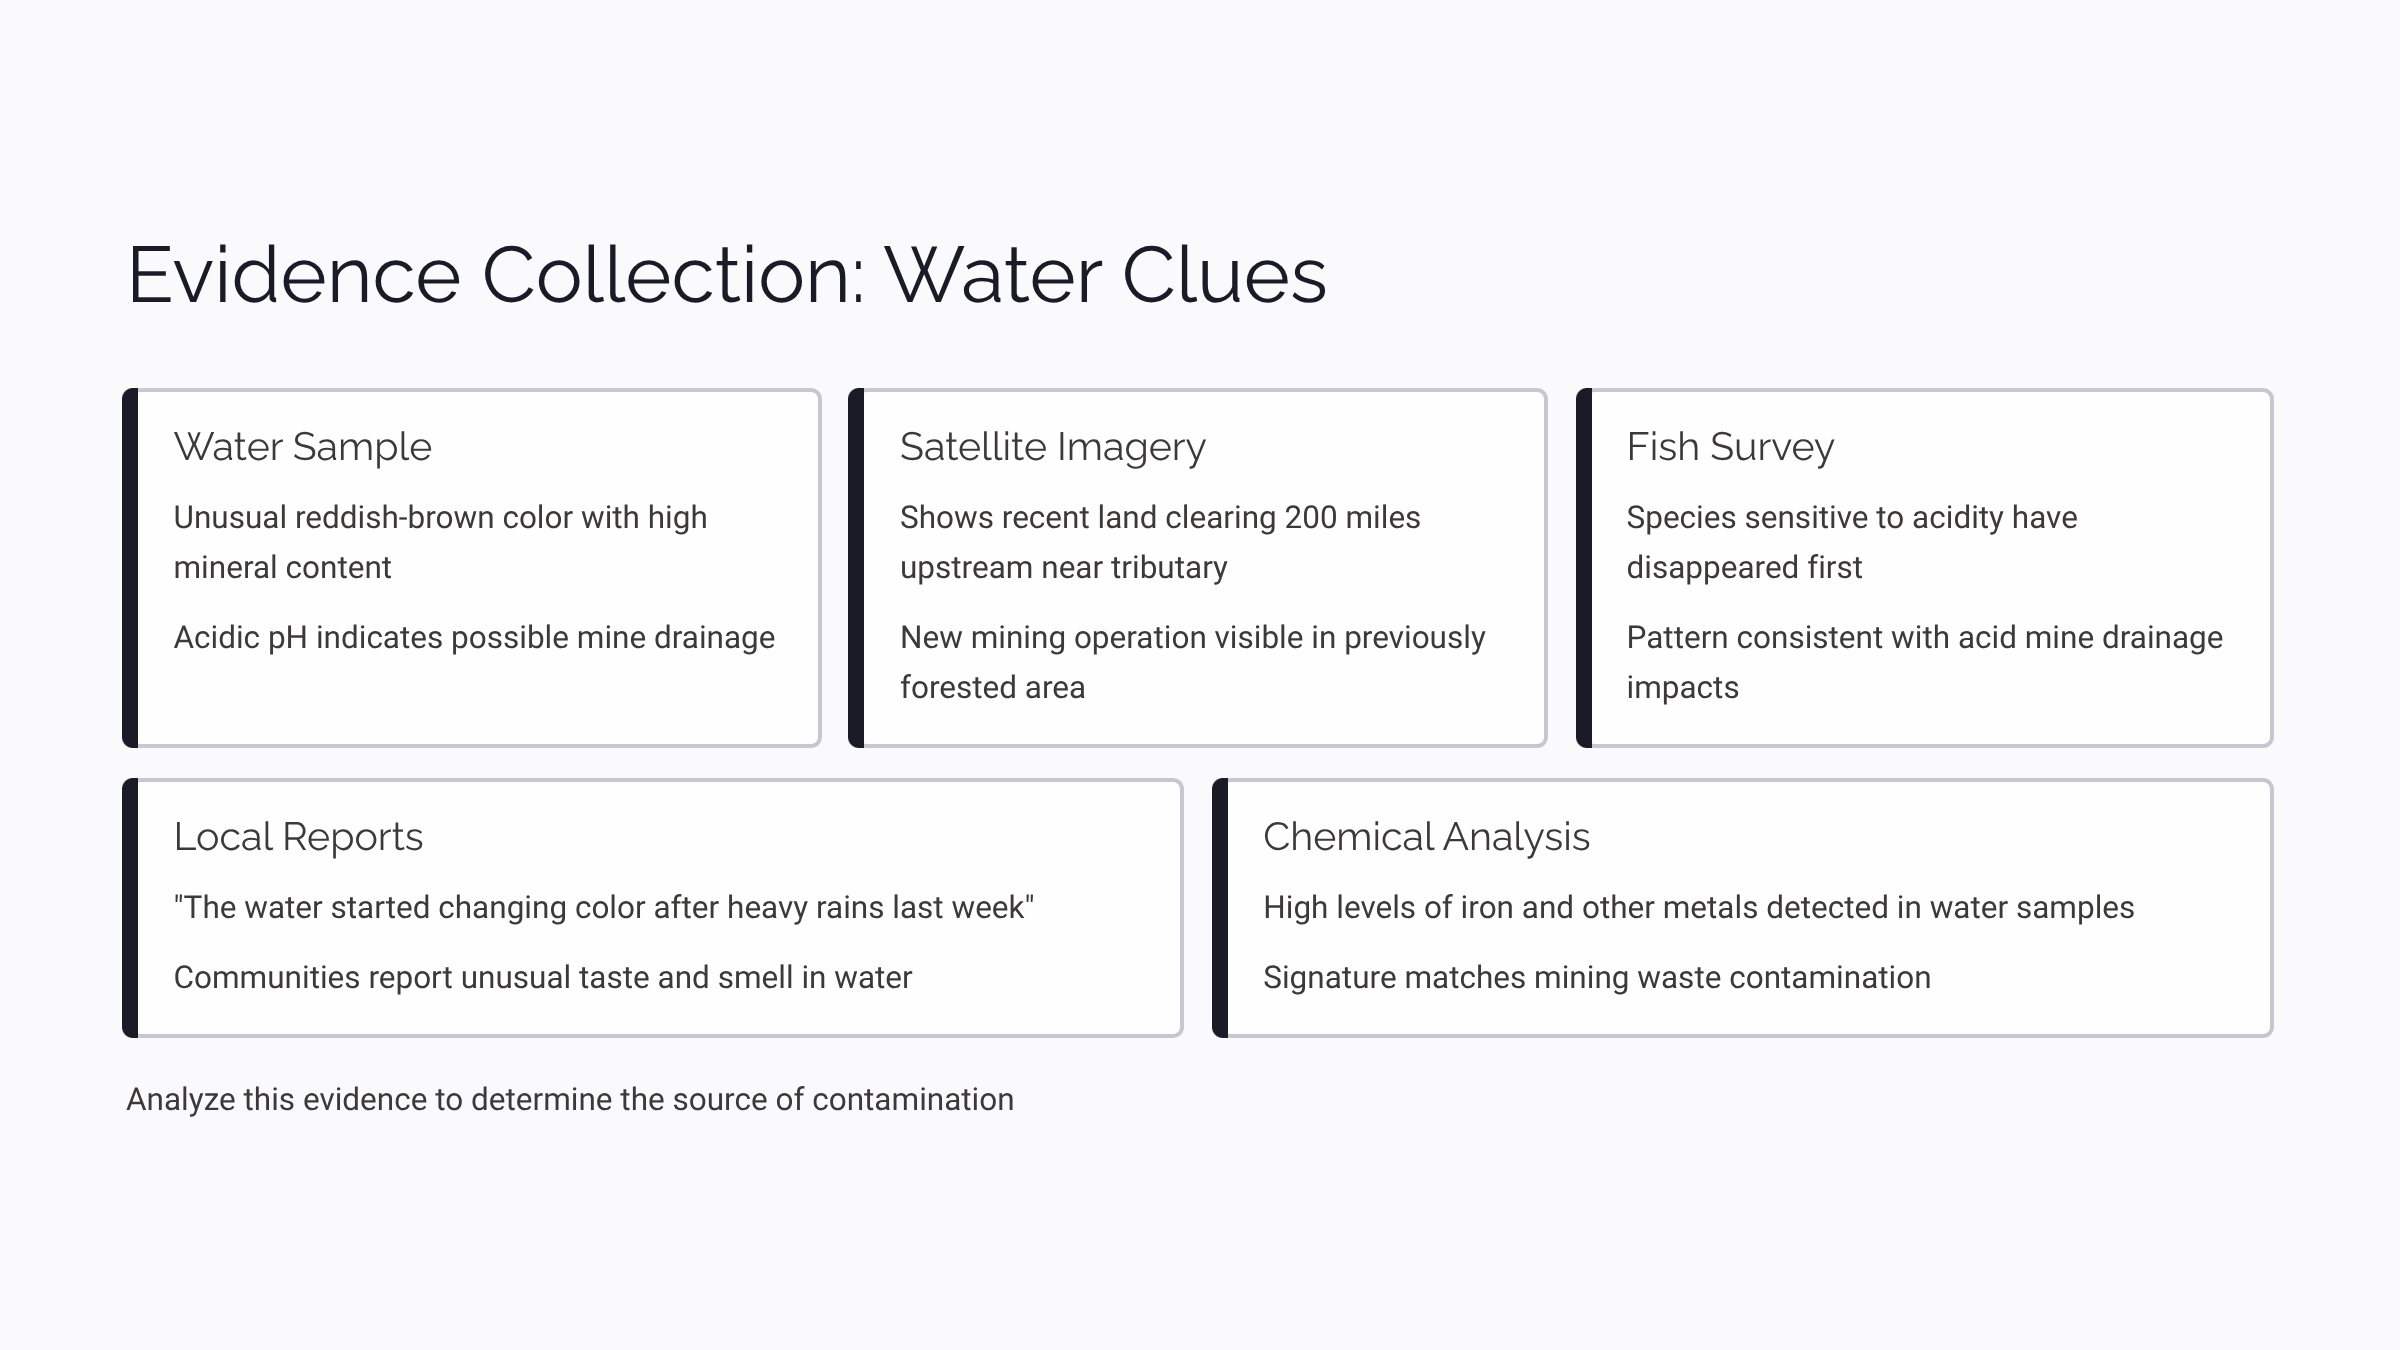 Evidence Collection: Water Clues
Water Sample
Unusual reddish-brown color with high
mineral content
Acidic pH indicates possible mine drainage
Satellite Imagery
Shows recent land clearing 200 miles
upstream near tributary
New mining operation visible in previously
forested area
Fish Survey
Species sensitive to acidity have
disappeared first
Pattern consistent with acid mine drainage
impacts
Local Reports
"The water started changing color after heavy rains last week"
Communities report unusual taste and smell in water
Chemical Analysis
High levels of iron and other metals detected in water samples
Signature matches mining waste contamination
Analyze this evidence to determine the source of contamination